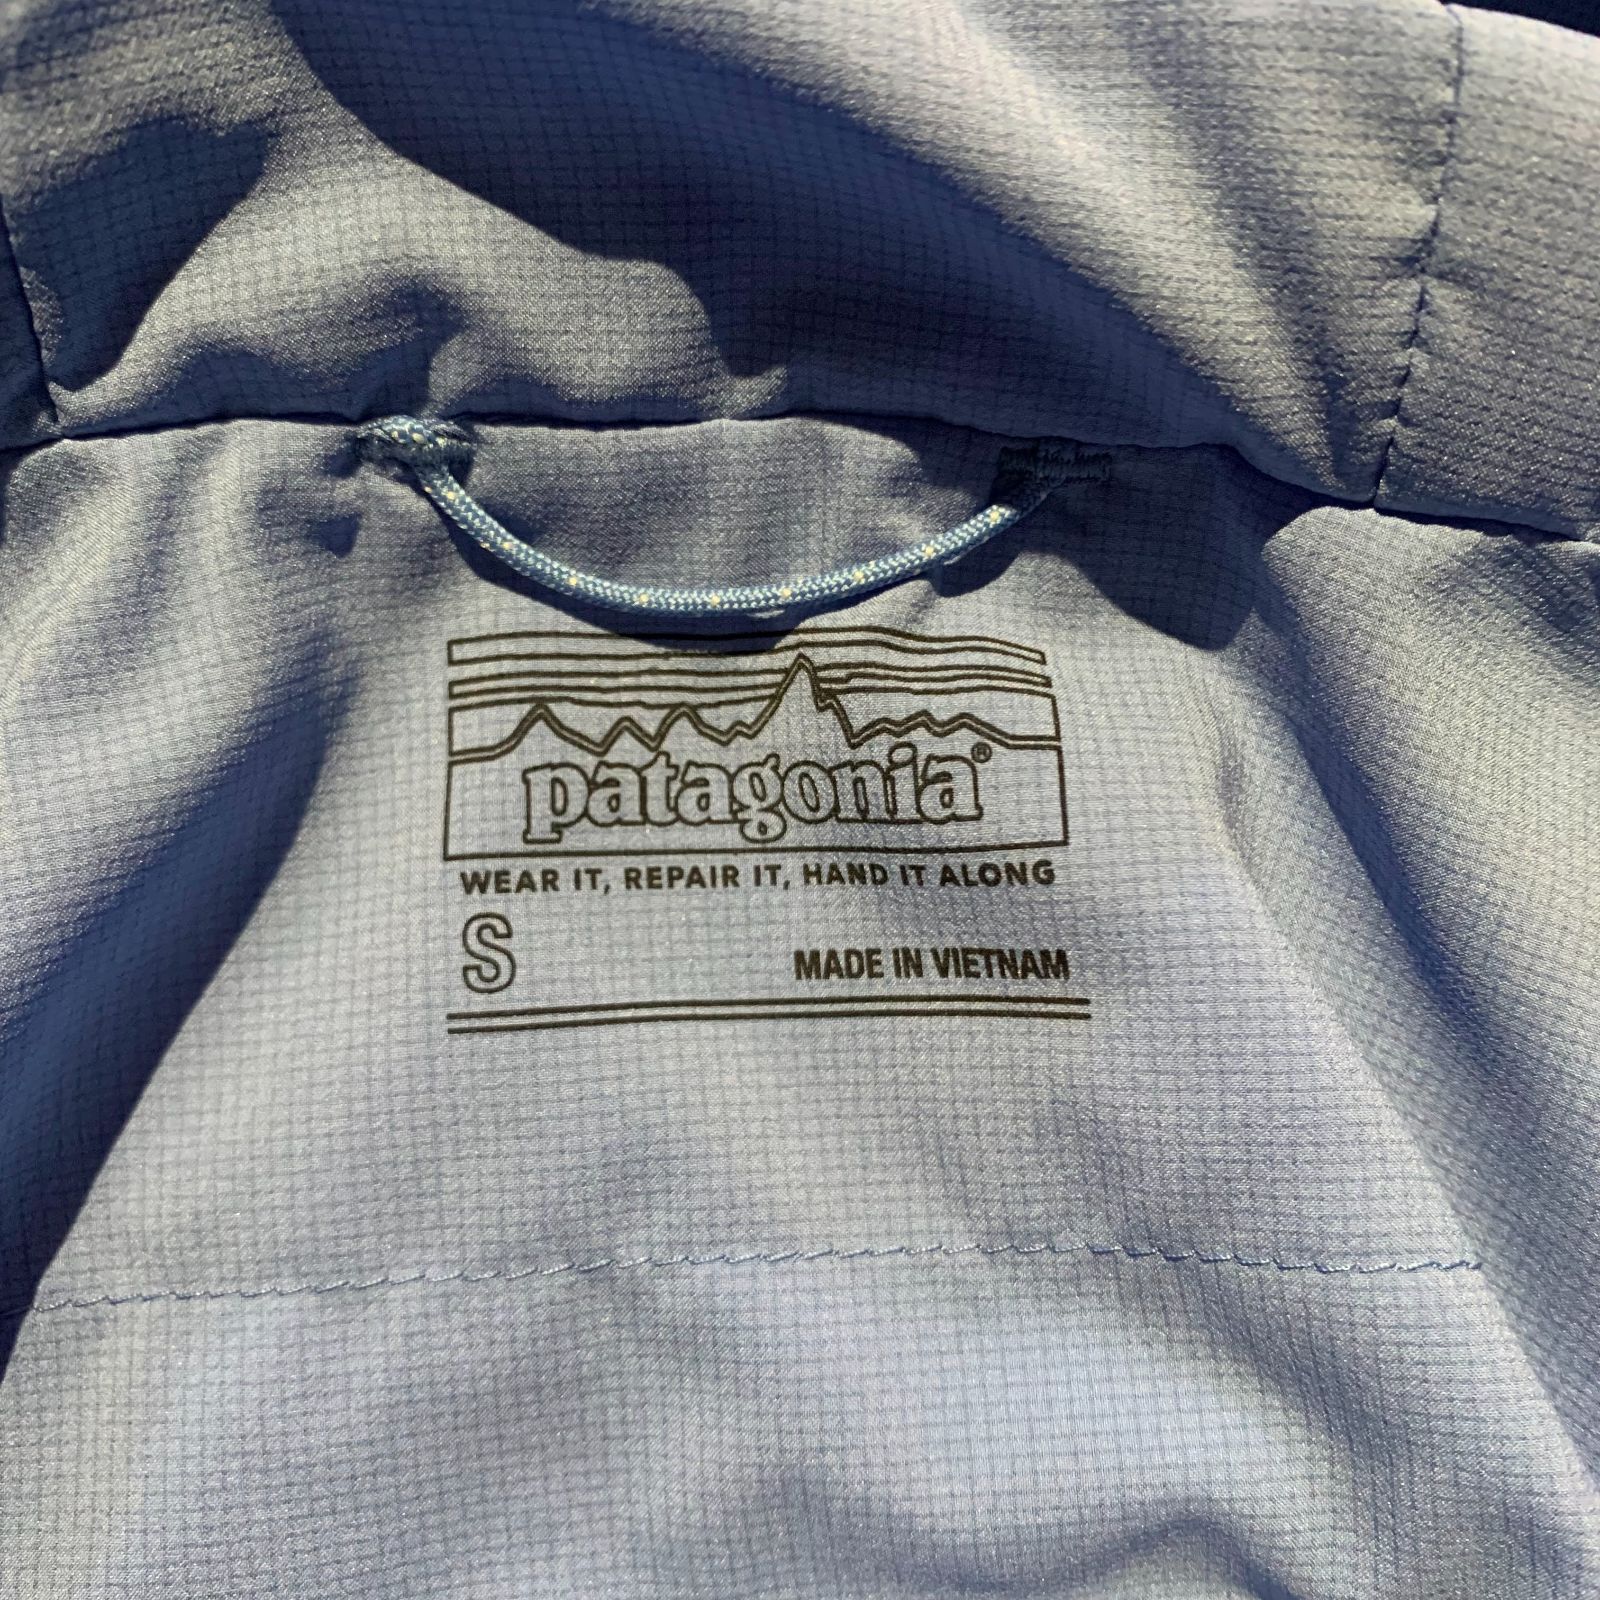 patagonia®
WEAR IT, REPAIR IT, HAND IT ALONG
S
MADE IN VIETNAM